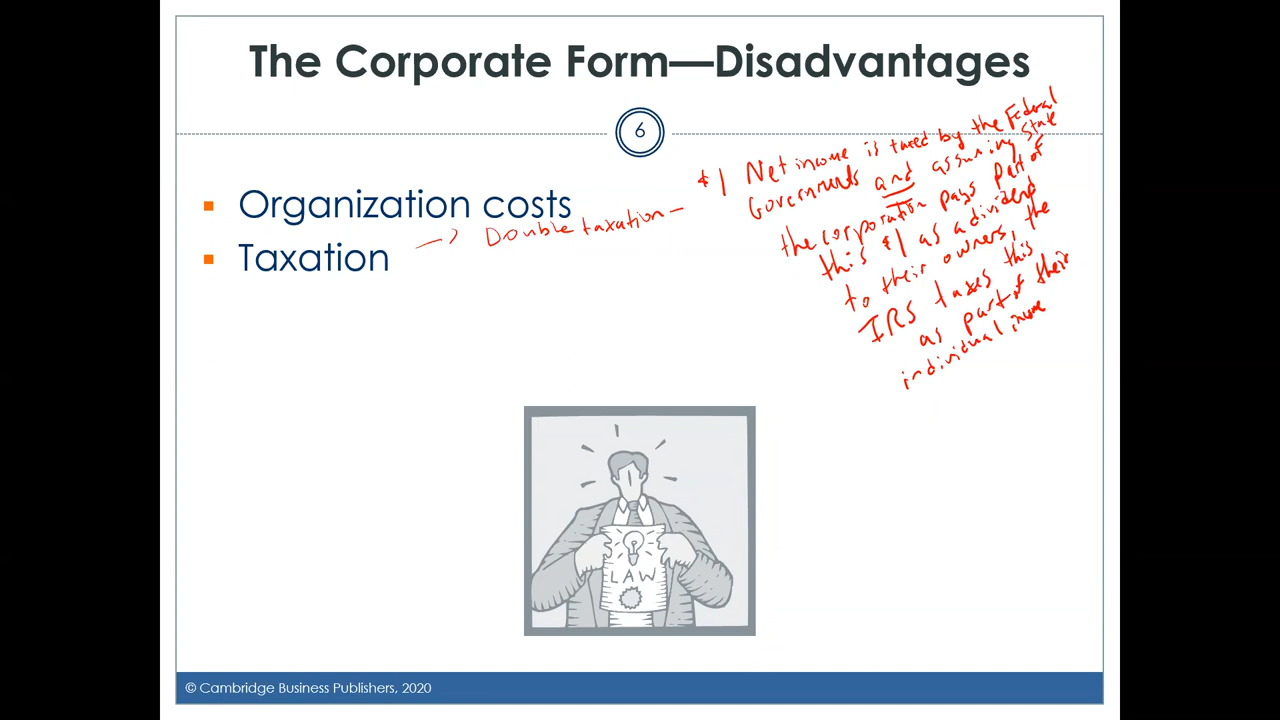 The Corporate Form—Disadvantages
6
Organization costs
Taxation
→ Double taxation –
$1 Net income is taxed by the Federal
Governments and assuming State
the corporation pays part of
this $1 as a dividend
to their owners, the
IRS taxes this
as part of their
individual income
LAW
© Cambridge Business Publishers, 2020